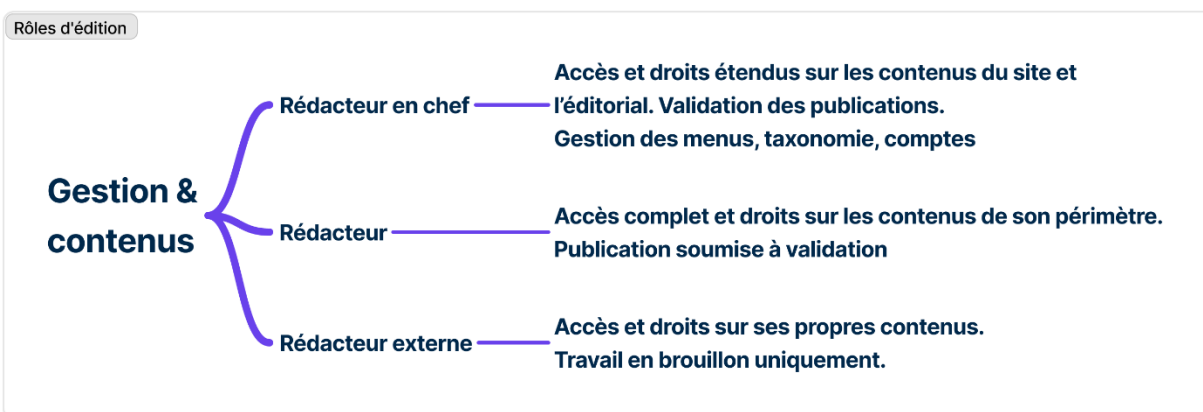 Rôles d'édition
Gestion &
contenus
Rédacteur en chef
Accès et droits étendus sur les contenus du site et
l’éditorial. Validation des publications.
Gestion des menus, taxonomie, comptes
Rédacteur
Accès complet et droits sur les contenus de son périmètre.
Publication soumise à validation
Rédacteur externe
Accès et droits sur ses propres contenus.
Travail en brouillon uniquement.